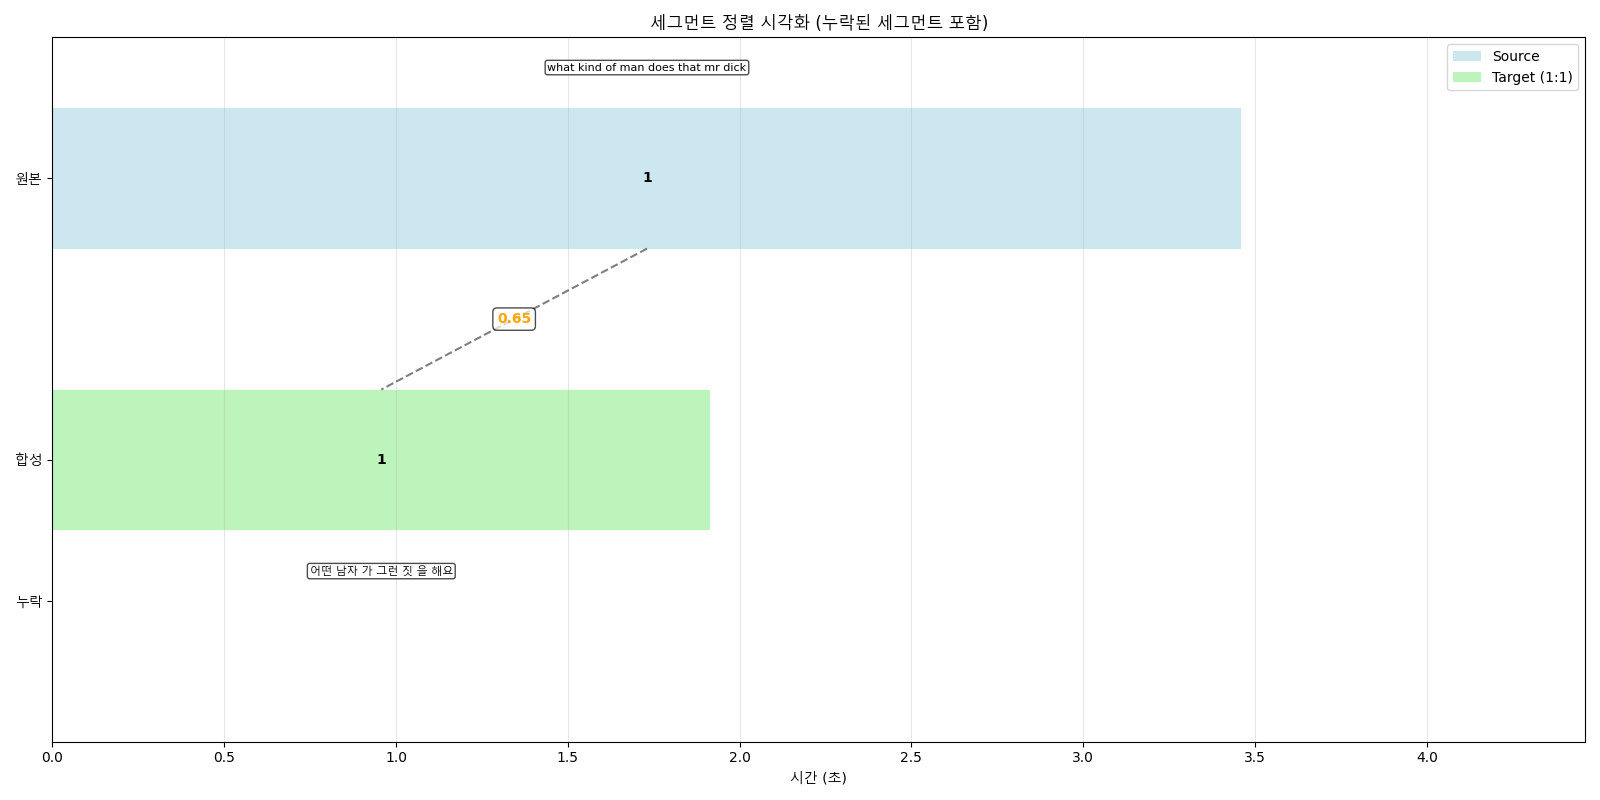 세그먼트 정렬 시각화 (누락된 세그먼트 포함)
what kind of man does that mr dick
Source
Target (1:1)
원본
1
0.65
합성
1
어떤 남자 가 그런 짓 을 해요
누락
0.0 0.5 1.0 1.5 2.0 2.5 3.0 3.5 4.0
시간 (초)